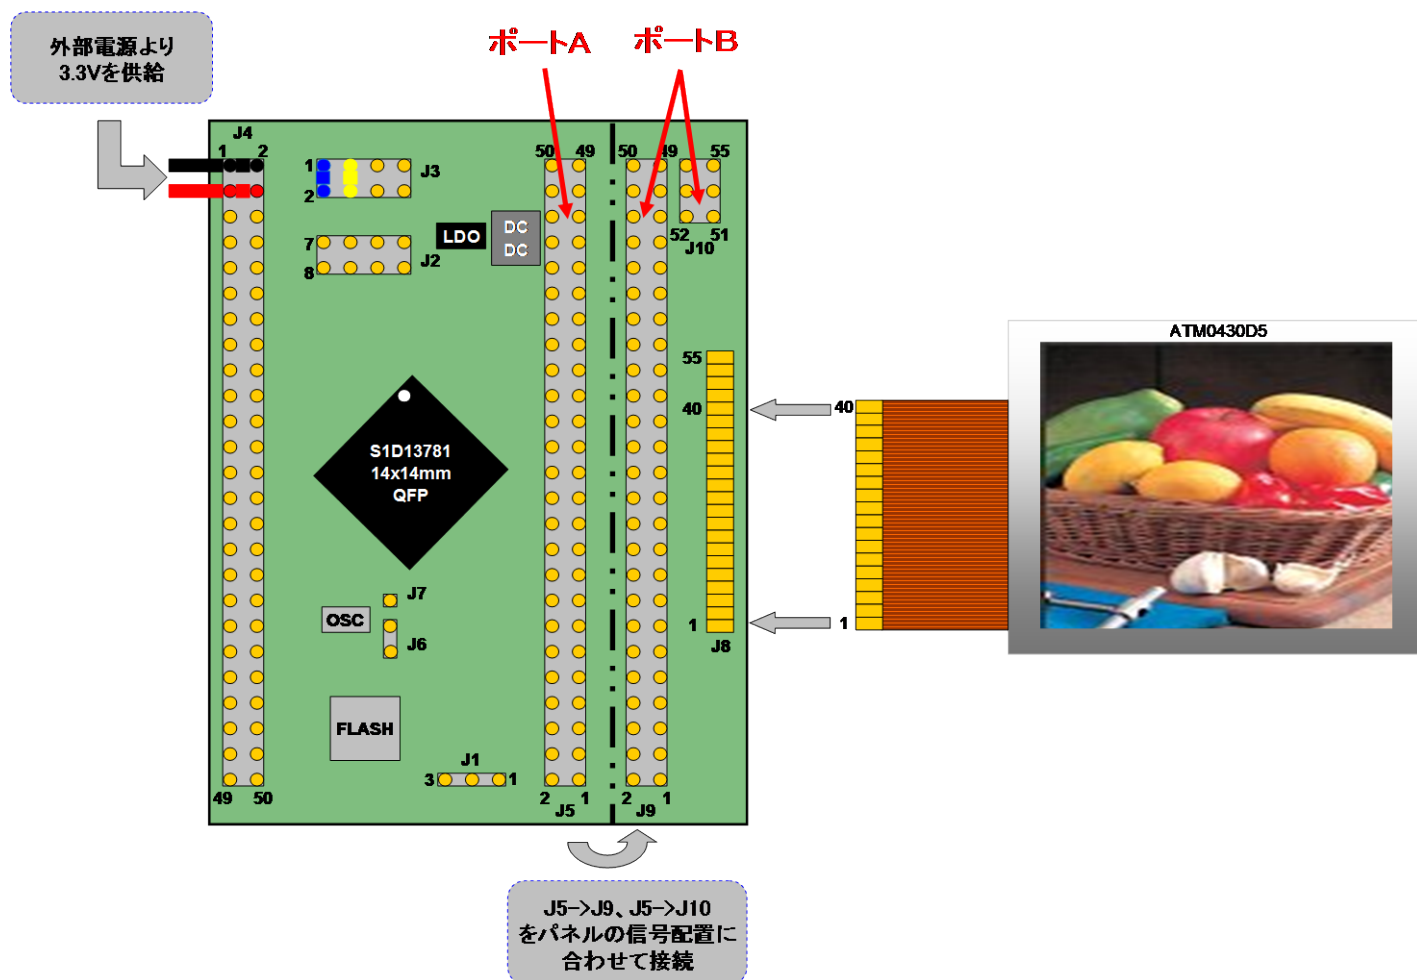 外部電源より
3.3Vを供給
ポートA
ポートB
J4
1 2
1
2
J3
7
8
J2
LDO
DC
DC
50 49
50 49
55
52 51
J10
S1D13781
14x14mm
QFP
55
40
1
J8
40
1
ATM0430D5
OSC
J7
J6
FLASH
J1
3 1
49 50
2 1
J5
2 1
J9
J5->J9、J5->J10
をパネルの信号配置に
合わせて接続